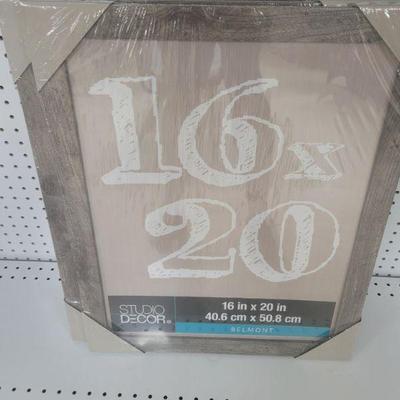 16x
20
STUDIO
DECOR®
16 in x 20 in
40.6 cm x 50.8 cm
BELMONT